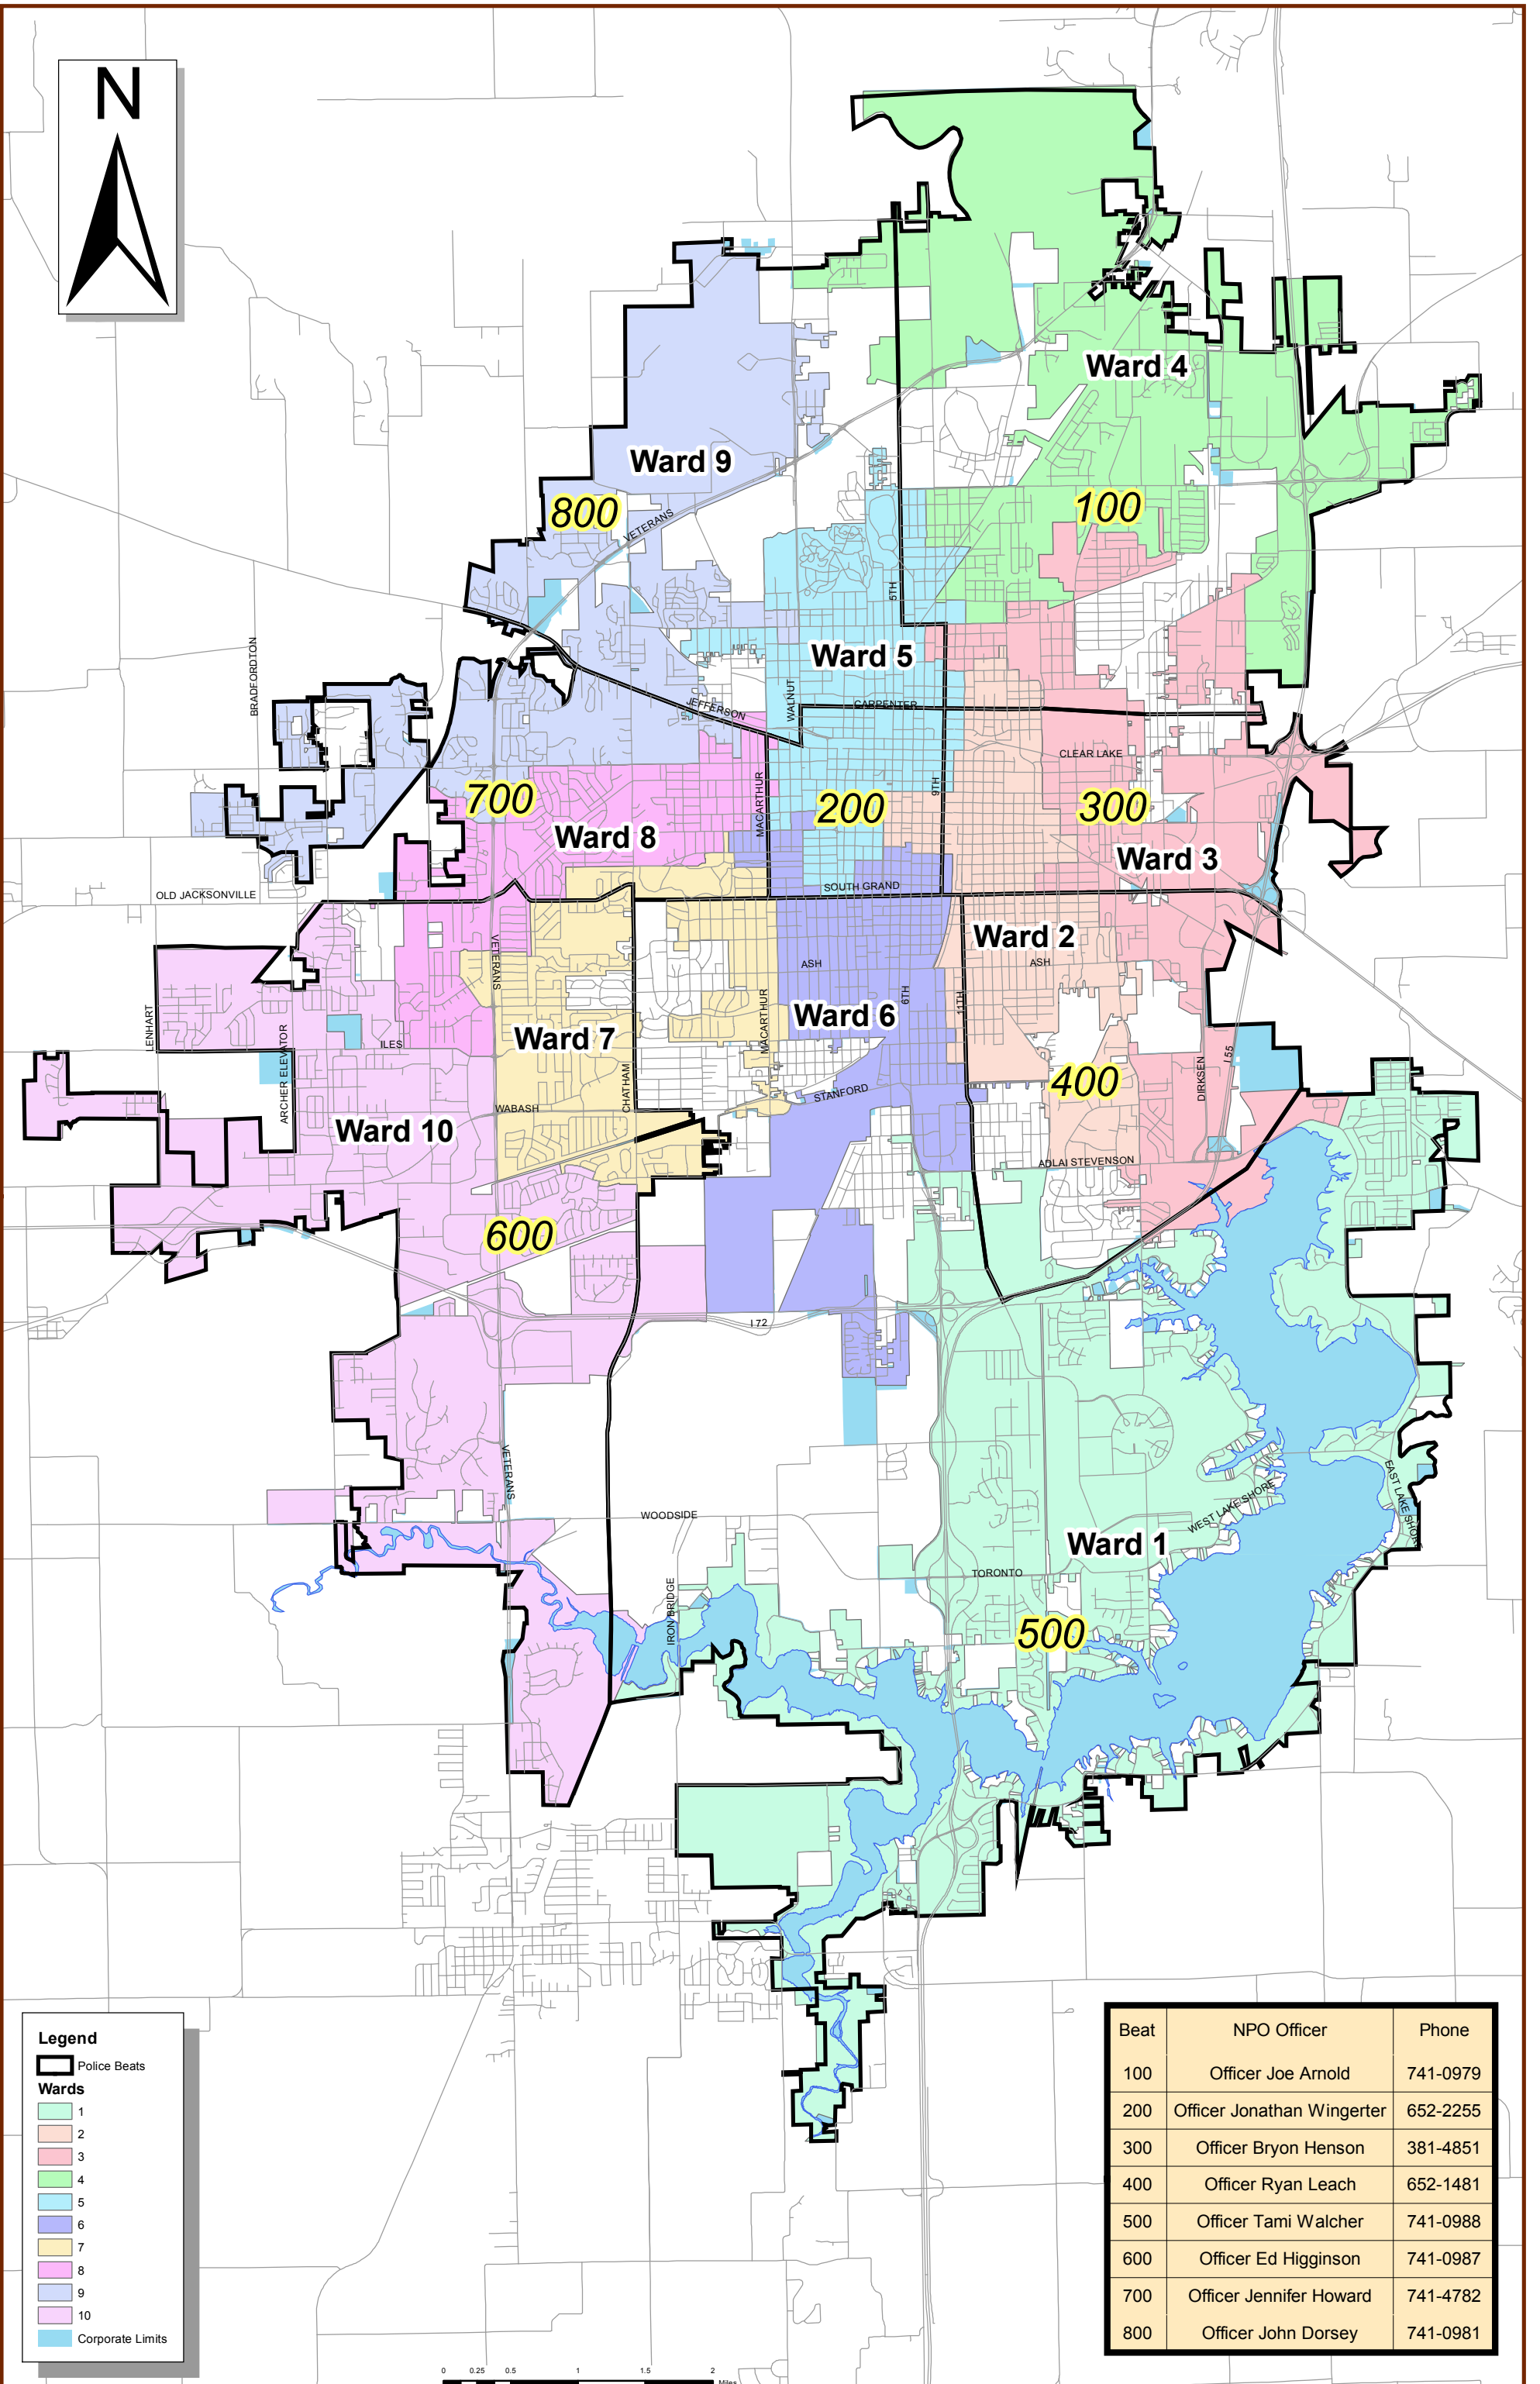 N
Ward 4
Ward 9
800
100
VETERANS
5TH
BRADFORDTON
Ward 5
WALNUT
JEFFERSON
CARPENTER
CLEAR LAKE
700
MACARTHUR
200
9TH
300
Ward 8
Ward 3
SOUTH GRAND
OLD JACKSONVILLE
Ward 2
VETERANS
ASH
ASH
6TH
11TH
LENHART
MACARTHUR
Ward 6
ARCHER ELEVATOR
ILES
Ward 7
I 55
CHATHAM
400
DIRKSEN
STANFORD
WABASH
Ward 10
ADLAI STEVENSON
600
I 72
VETERANS
EAST LAKE SHORE
WEST LAKE SHORE
WOODSIDE
Ward 1
TORONTO
IRON BRIDGE
500
Legend
Police Beats
Wards
1
2
3
4
5
6
7
8
9
10
Corporate Limits
0 0.25 0.5 1 1.5 2
Miles
Beat NPO Officer Phone
100 Officer Joe Arnold 741-0979
200 Officer Jonathan Wingerter 652-2255
300 Officer Bryon Henson 381-4851
400 Officer Ryan Leach 652-1481
500 Officer Tami Walcher 741-0988
600 Officer Ed Higginson 741-0987
700 Officer Jennifer Howard 741-4782
800 Officer John Dorsey 741-0981